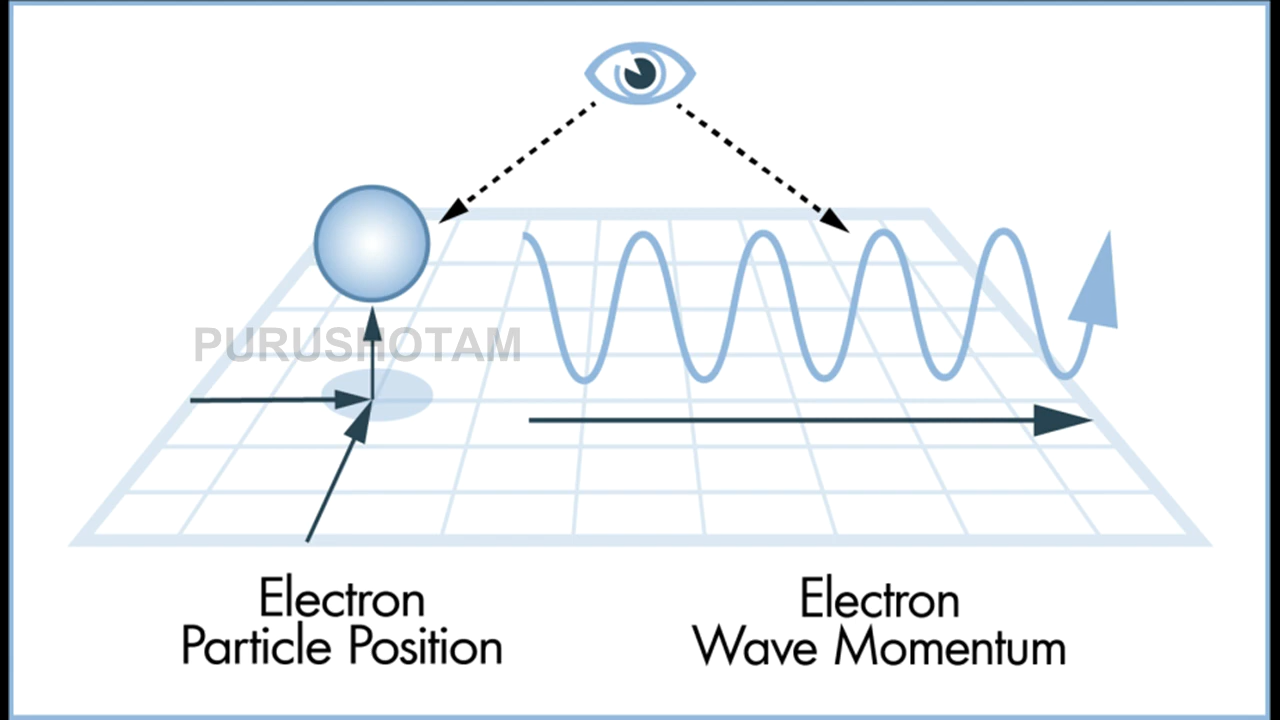 PURUSHOTAM
Electron
Particle Position
Electron
Wave Momentum